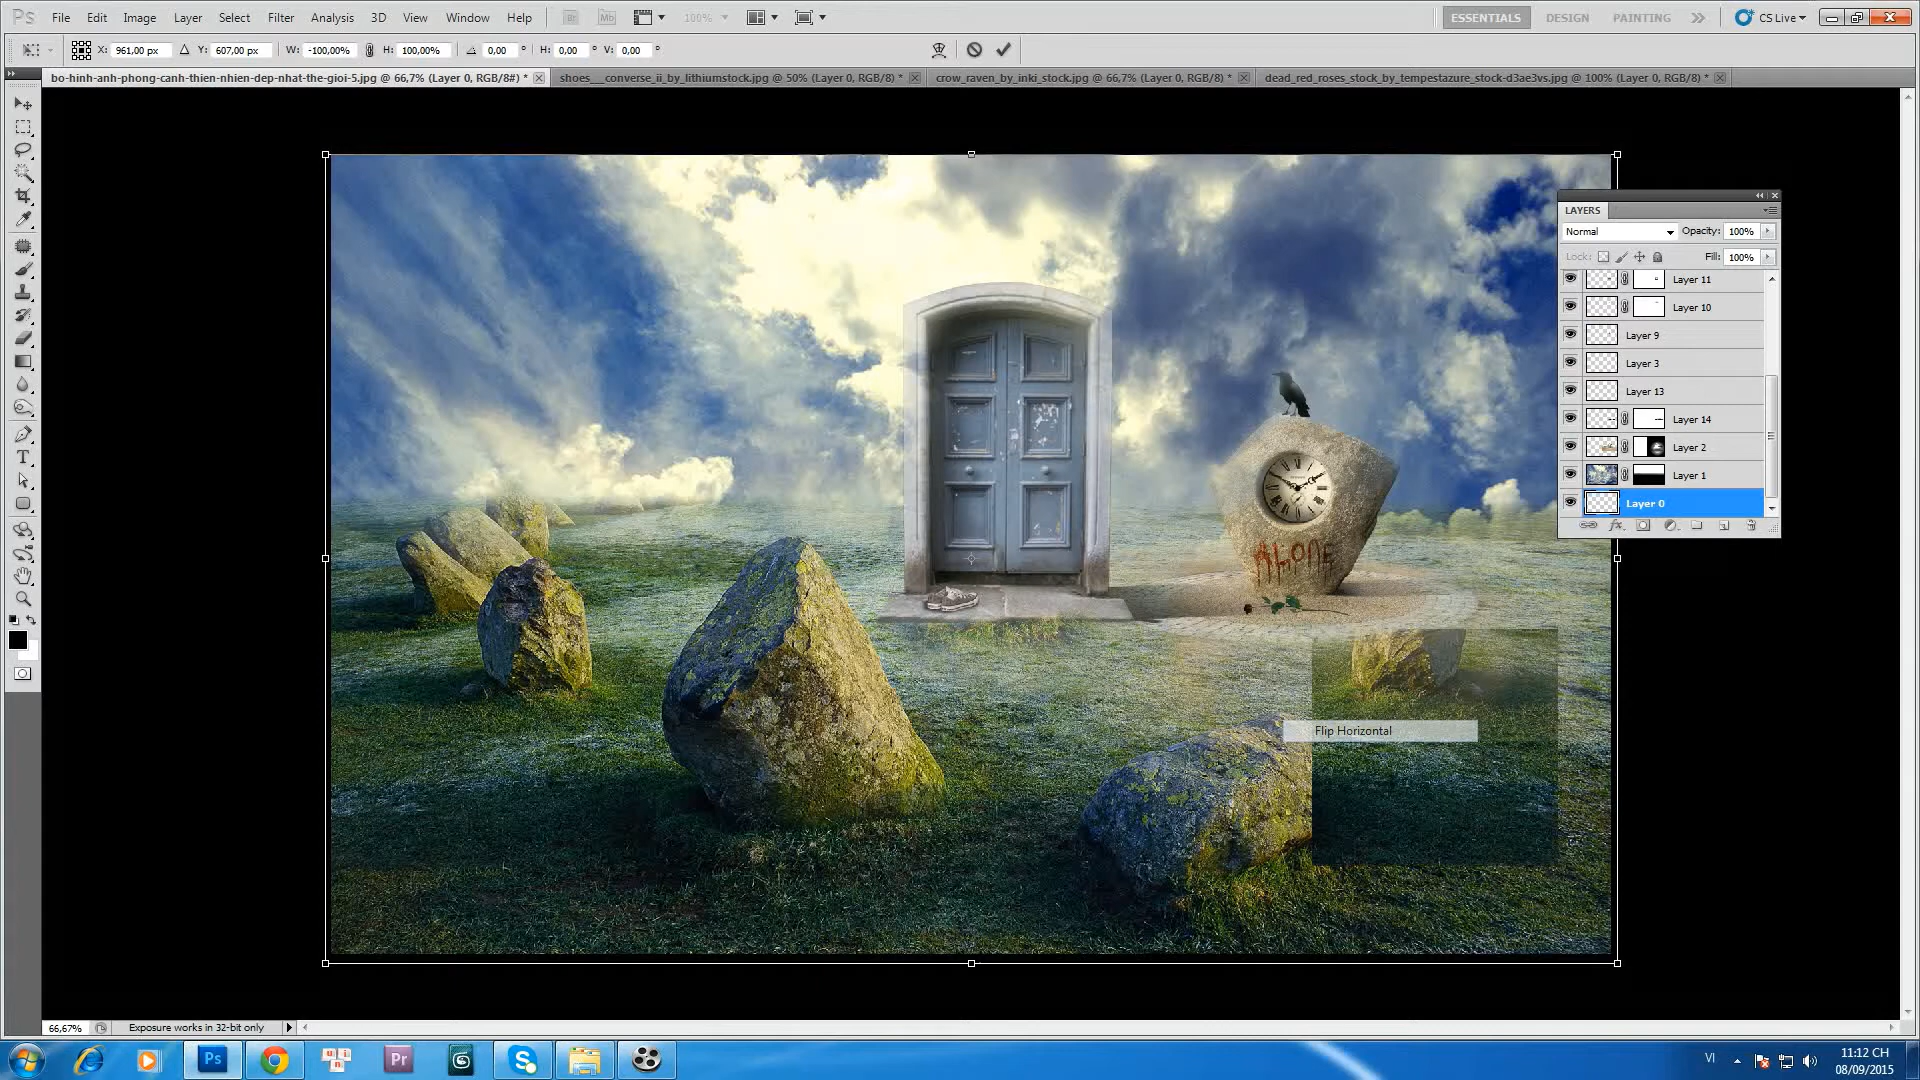 Ps File Edit Image Layer Select Filter Analysis 3D View Window Help Br Mb 100% ESSENTIALS DESIGN PAINTING CS Live
X: 961,00 px Y: 607,00 px W: -100,00% H: 100,00% 0,00 ° H: 0,00 ° V: 0,00 °
bo-hinh-anh-phong-canh-thien-nhien-dep-nhat-the-gioi-5.jpg @ 66,7% (Layer 0, RGB/8#) * shoes__converse_ii_by_lithiumstock.jpg @ 50% (Layer 0, RGB/8) * crow_raven_by_inki_stock.jpg @ 66,7% (Layer 0, RGB/8) * dead_red_roses_stock_by_tempestazure_stock-d3ae3vs.jpg @ 100% (Layer 0, RGB/8) *
LAYERS
Normal Opacity: 100%
Lock: Fill: 100%
Layer 11
Layer 10
Layer 9
Layer 3
Layer 13
Layer 14
Layer 2
Layer 1
Layer 0
ALONE
Flip Horizontal
66,67% Exposure works in 32-bit only
Ps Pr VI 11:12 CH
08/09/2015